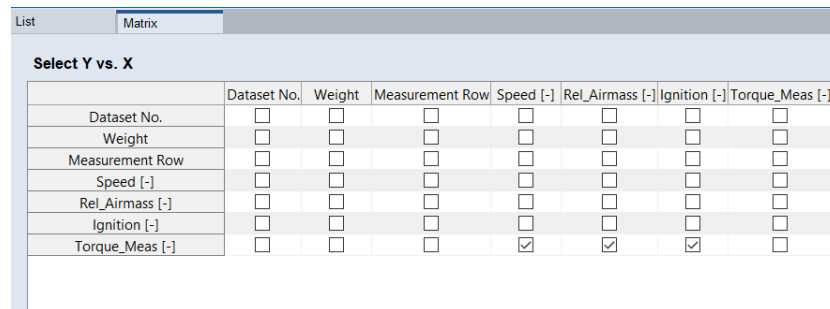 List Matrix
Select Y vs. X
Dataset No. Weight Measurement Row Speed [-] Rel_Airmass [-] Ignition [-] Torque_Meas [-]
Dataset No.
Weight
Measurement Row
Speed [-]
Rel_Airmass [-]
Ignition [-]
Torque_Meas [-]